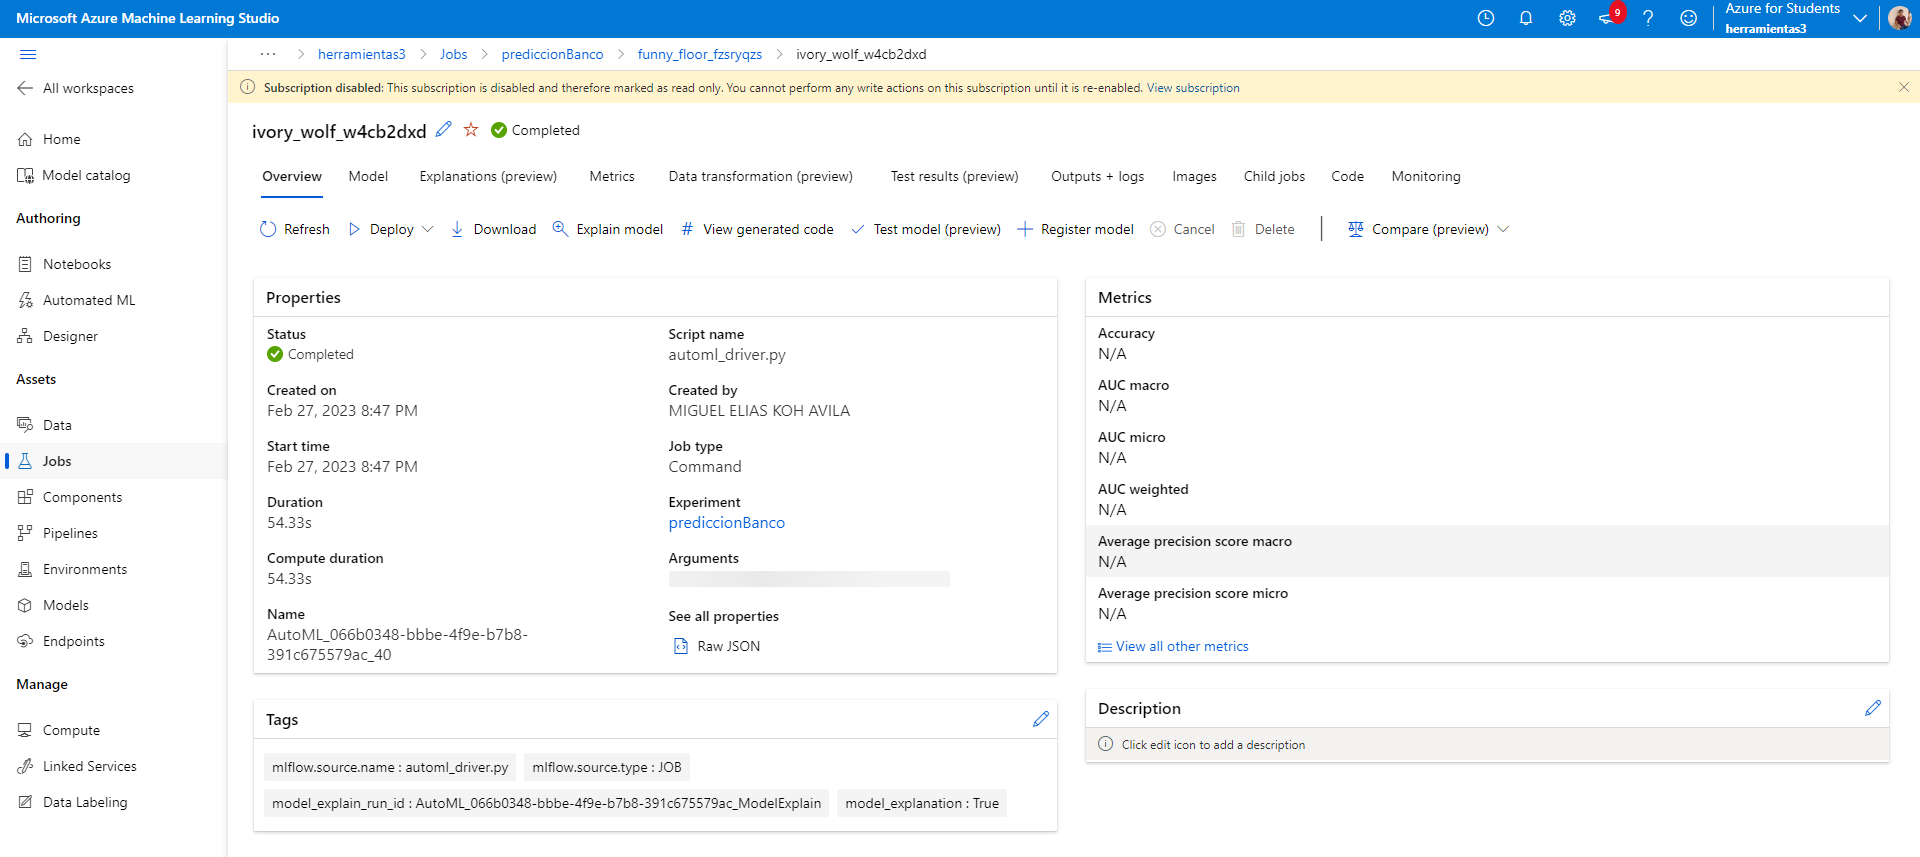 Microsoft Azure Machine Learning Studio
9
?
Azure for Students
herramientas3
All workspaces
Home
Model catalog
Authoring
Notebooks
Automated ML
Designer
Assets
Data
Jobs
Components
Pipelines
Environments
Models
Endpoints
Manage
Compute
Linked Services
Data Labeling
··· > herramientas3 > Jobs > prediccionBanco > funny_floor_fzsryqzs > ivory_wolf_w4cb2dxd
Subscription disabled: This subscription is disabled and therefore marked as read only. You cannot perform any write actions on this subscription until it is re-enabled. View subscription
ivory_wolf_w4cb2dxd Completed
Overview Model Explanations (preview) Metrics Data transformation (preview) Test results (preview) Outputs + logs Images Child jobs Code Monitoring
Refresh Deploy Download Explain model # View generated code Test model (preview) Register model Cancel Delete Compare (preview)
Properties
Status
Completed
Created on
Feb 27, 2023 8:47 PM
Start time
Feb 27, 2023 8:47 PM
Duration
54.33s
Compute duration
54.33s
Name
AutoML_066b0348-bbbe-4f9e-b7b8-
391c675579ac_40
Script name
automl_driver.py
Created by
MIGUEL ELIAS KOH AVILA
Job type
Command
Experiment
prediccionBanco
Arguments
See all properties
Raw JSON
Tags
mlflow.source.name : automl_driver.py mlflow.source.type : JOB
model_explain_run_id : AutoML_066b0348-bbbe-4f9e-b7b8-391c675579ac_ModelExplain model_explanation : True
Metrics
Accuracy
N/A
AUC macro
N/A
AUC micro
N/A
AUC weighted
N/A
Average precision score macro
N/A
Average precision score micro
N/A
View all other metrics
Description
Click edit icon to add a description